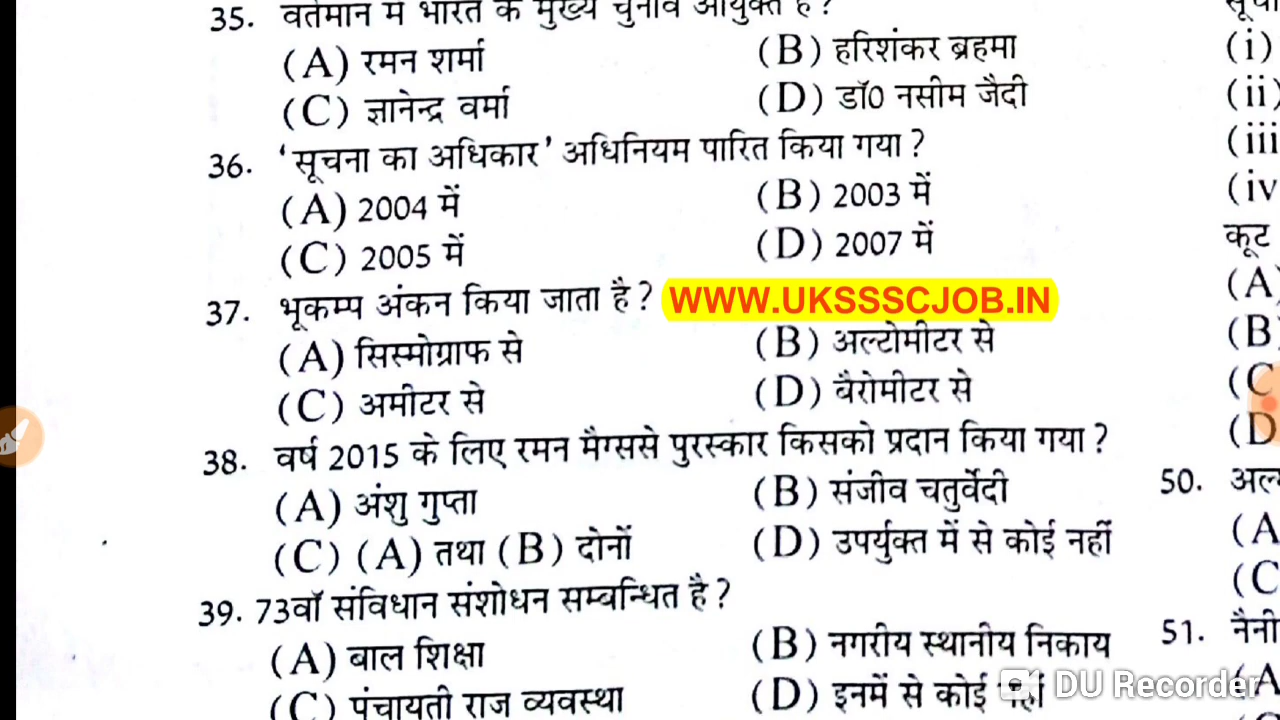 35. वर्तमान में भारत के मुख्य चुनाव आयुक्त हैं ?
(A) रमन शर्मा (B) हरिशंकर ब्रहमा
(C) ज्ञानेन्द्र वर्मा (D) डॉ0 नसीम जैदी
36. ‘सूचना का अधिकार’ अधिनियम पारित किया गया ?
(A) 2004 में (B) 2003 में
(C) 2005 में (D) 2007 में
37. भूकम्प अंकन किया जाता है ? WWW.UKSSSCJOB.IN
(A) सिस्मोग्राफ से (B) अल्टोमीटर से
(C) अमीटर से (D) बैरोमीटर से
38. वर्ष 2015 के लिए रमन मैग्ससे पुरस्कार किसको प्रदान किया गया ?
(A) अंशु गुप्ता (B) संजीव चतुर्वेदी
(C) (A) तथा (B) दोनों (D) उपर्युक्त में से कोई नहीं
39. 73वॉ संविधान संशोधन सम्बन्धित है ?
(A) बाल शिक्षा (B) नगरीय स्थानीय निकाय
(C) पंचायती राज व्यवस्था (D) इनमें से कोई नहीं
(i)
(ii)
(iii
(iv
कूट
(A)
(B)
(C
(D
50.
(A
(C
51. नैनी
(A
DU Recorder